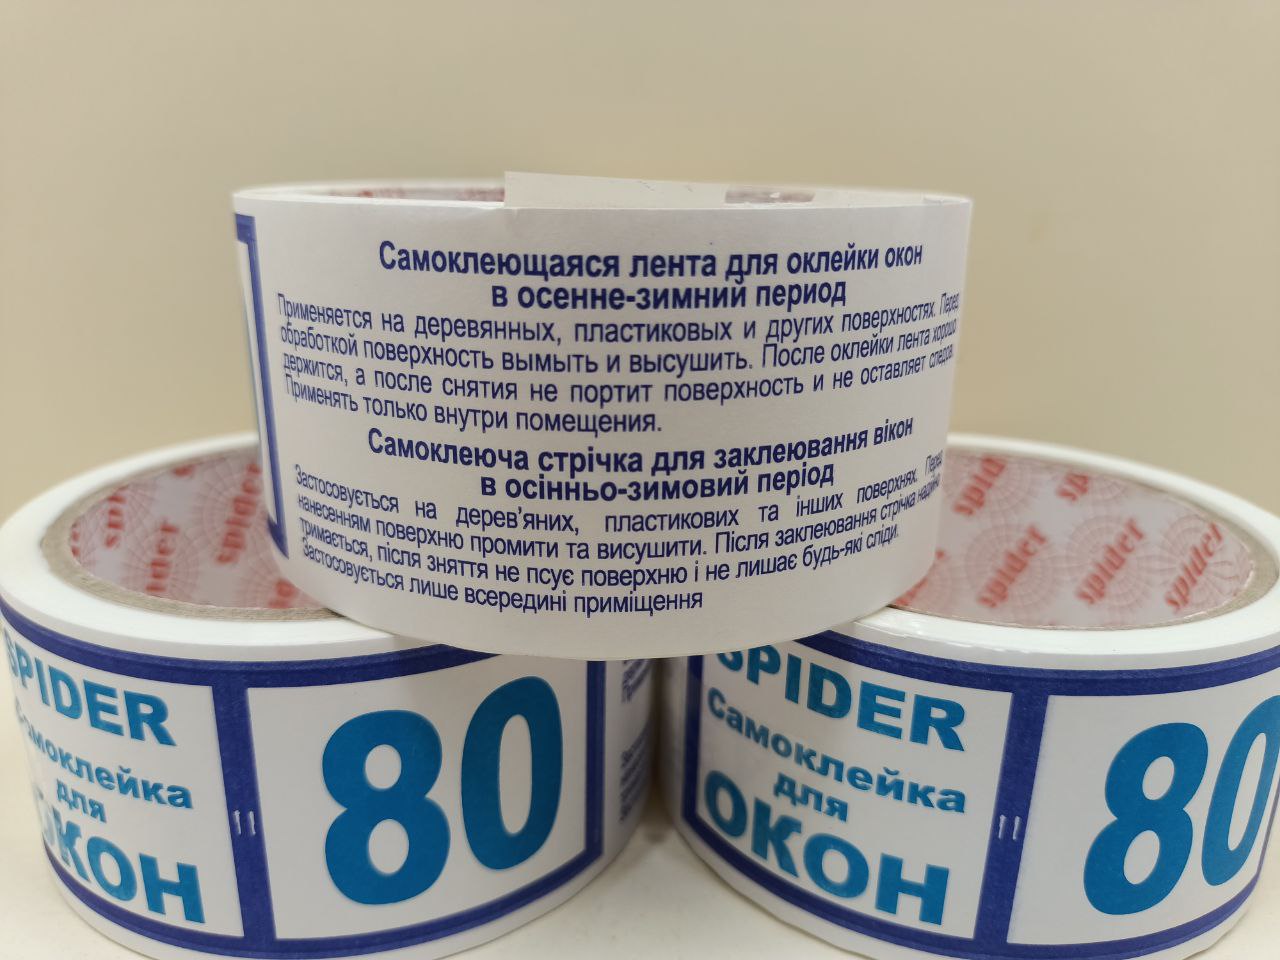 Самоклеющаяся лента для оклейки окон
в осенне-зимний период
Применяется на деревянных, пластиковых и других поверхностях. Перед
обработкой поверхность вымыть и высушить. После оклейки лента хорошо
держится, а после снятия не портит поверхность и не оставляет следов.
Применять только внутри помещения.
Самоклеюча стрічка для заклеювання вікон
в осінньо-зимовий період
Застосовується на дерев'яних, пластикових та інших поверхнях. Перед
нанесенням поверхню промити та висушити. Після заклеювання стрічка надійно
тримається, після зняття не псує поверхню і не лишає будь-які сліди.
Застосовується лише всередині приміщення
spider
spider
spider
spider
spider
spider
SPIDER
Самоклейка
для
ОКОН
80
SPIDER
Самоклейка
для
ОКОН
80